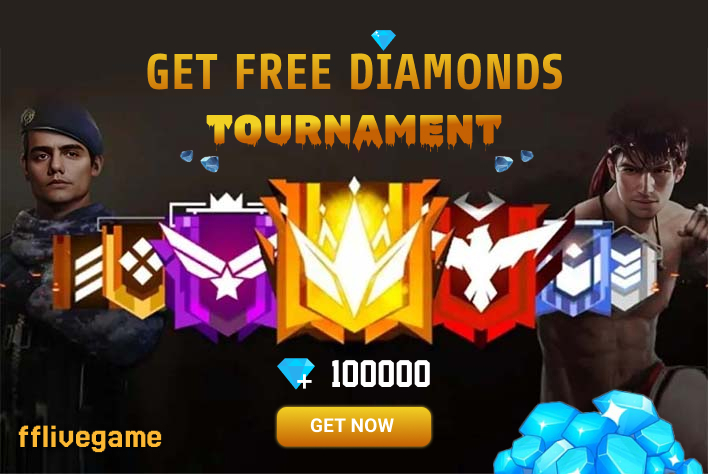 GET FREE DIAMONDS
TOURNAMENT
+ 100000
GET NOW
fflivegame